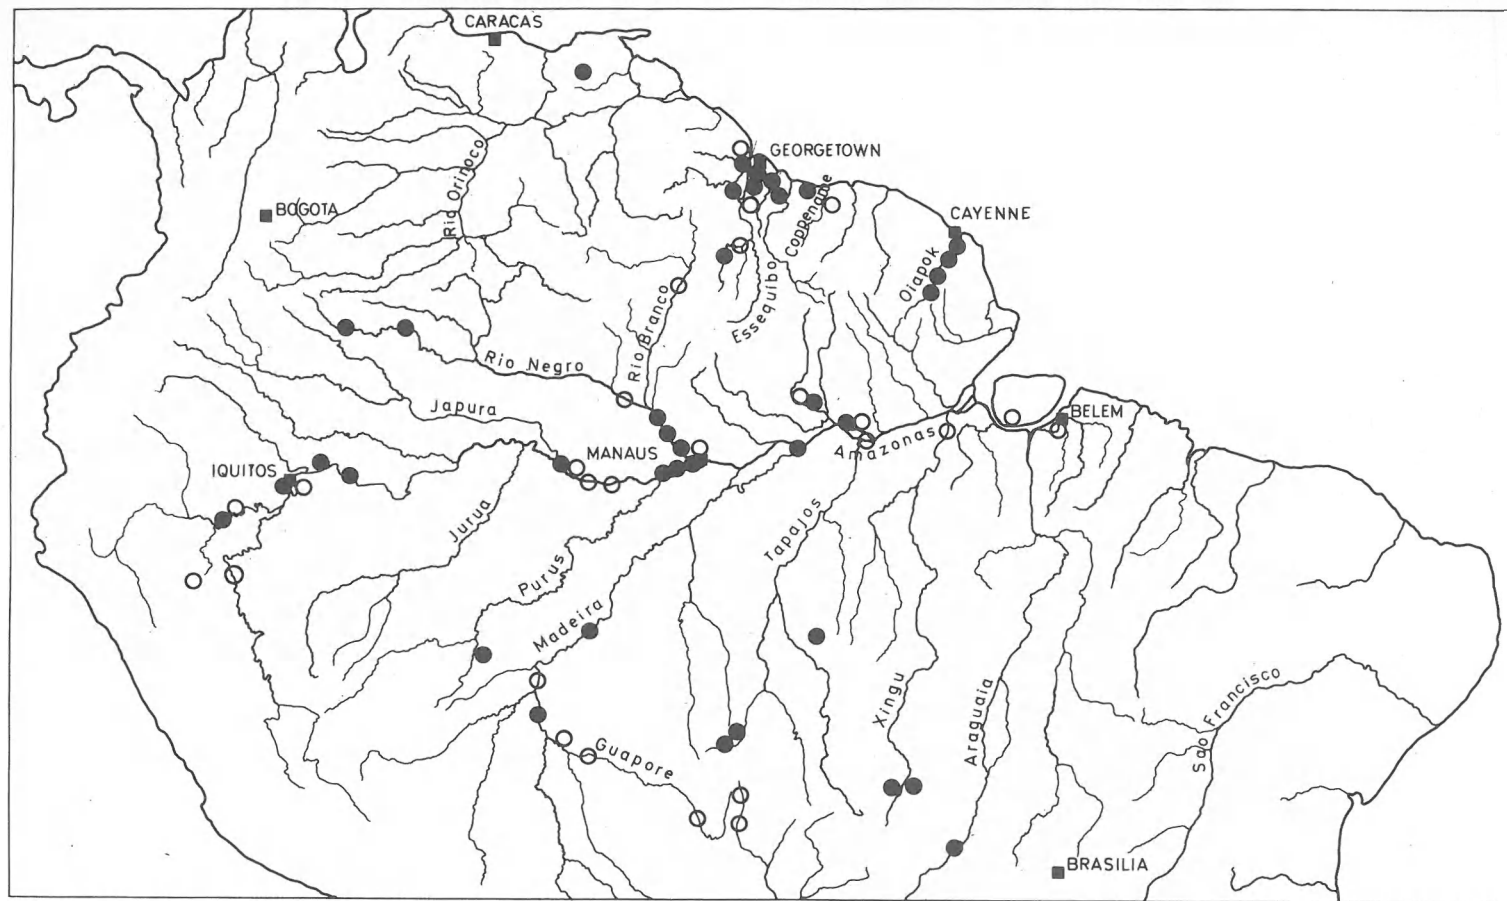 CARACAS
GEORGETOWN
BOGOTA
Rio Orinoco
Coppename
CAYENNE
Oiapok
Essequibo
Rio Branco
Rio Negro
Japura
BELEM
MANAUS
Amazonas
IQUITOS
Jurua
Tapajos
Purus
Madeira
Xingu
Araguaia
Sao Francisco
Guapore
BRASILIA